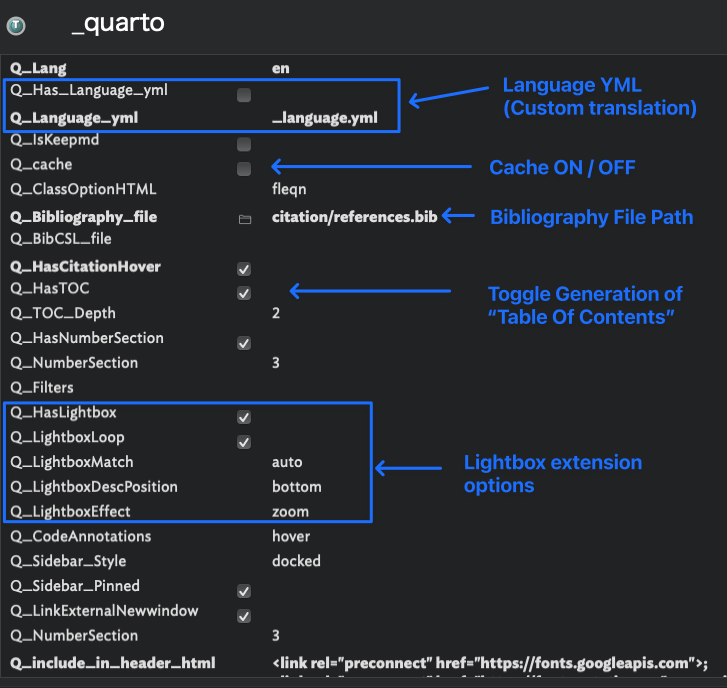 T _quarto
Q_Lang en
Q_Has_Language_yml
Q_Language_yml _language.yml
Language YML
(Custom translation)
Q_IsKeepmd
Q_cache
Cache ON / OFF
Q_ClassOptionHTML fleqn
Q_Bibliography_file citation/references.bib
Bibliography File Path
Q_BibCSL_file
Q_HasCitationHover
Q_HasTOC
Toggle Generation of
“Table Of Contents”
Q_TOC_Depth 2
Q_HasNumberSection
Q_NumberSection 3
Q_Filters
Q_HasLightbox
Q_LightboxLoop
Q_LightboxMatch auto
Lightbox extension
options
Q_LightboxDescPosition bottom
Q_LightboxEffect zoom
Q_CodeAnnotations hover
Q_Sidebar_Style docked
Q_Sidebar_Pinned
Q_LinkExternalNewwindow
Q_NumberSection 3
Q_include_in_header_html <link rel="preconnect" href="https://fonts.googleapis.com">;